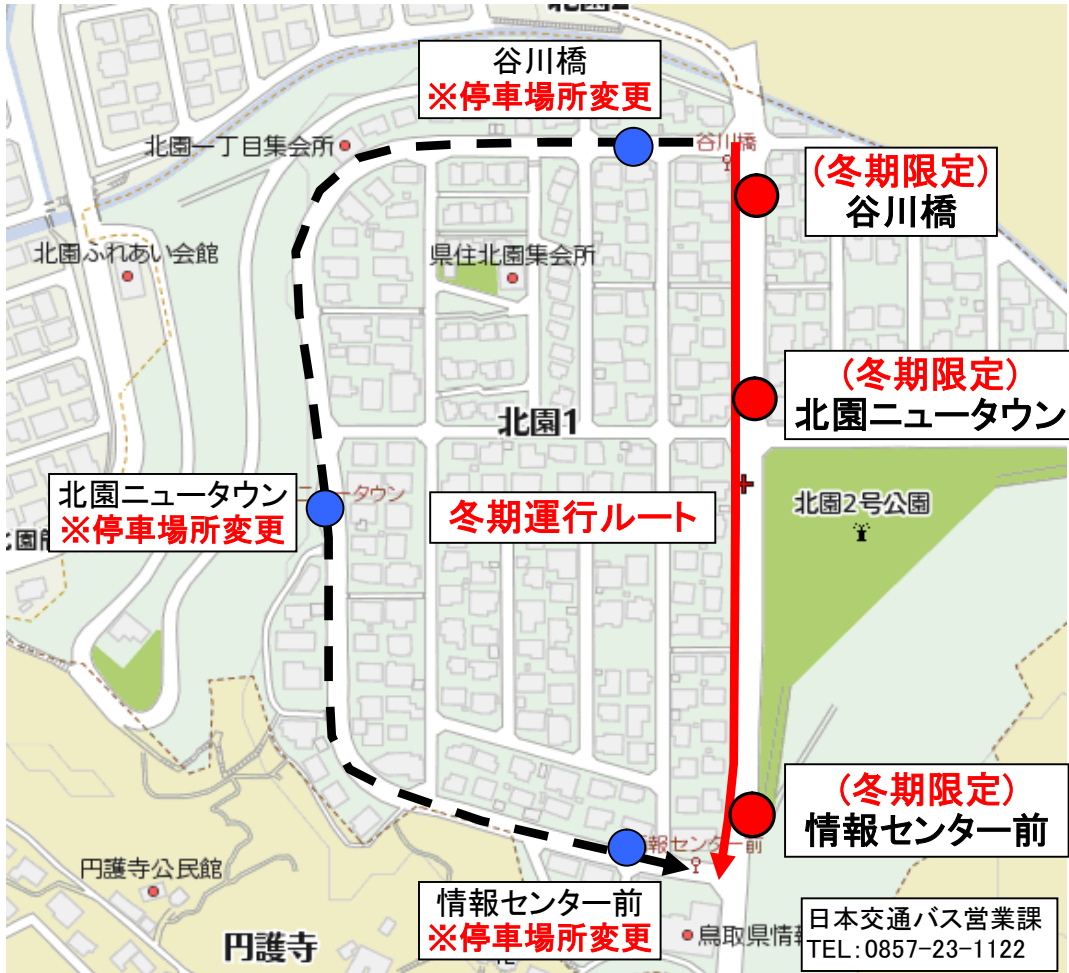 北園2
谷川橋
※停車場所変更
北園一丁目集会所
谷川橋
(冬期限定)
谷川橋
北園ふれあい会館
県住北園集会所
(冬期限定)
北園ニュータウン
北園1
北園ニュータウン
※停車場所変更
ニュータウン
冬期運行ルート
北園2号公園
(冬期限定)
情報センター前
報センター前
円護寺公民館
情報センター前
※停車場所変更
円護寺
鳥取県情
日本交通バス営業課
TEL:0857-23-1122